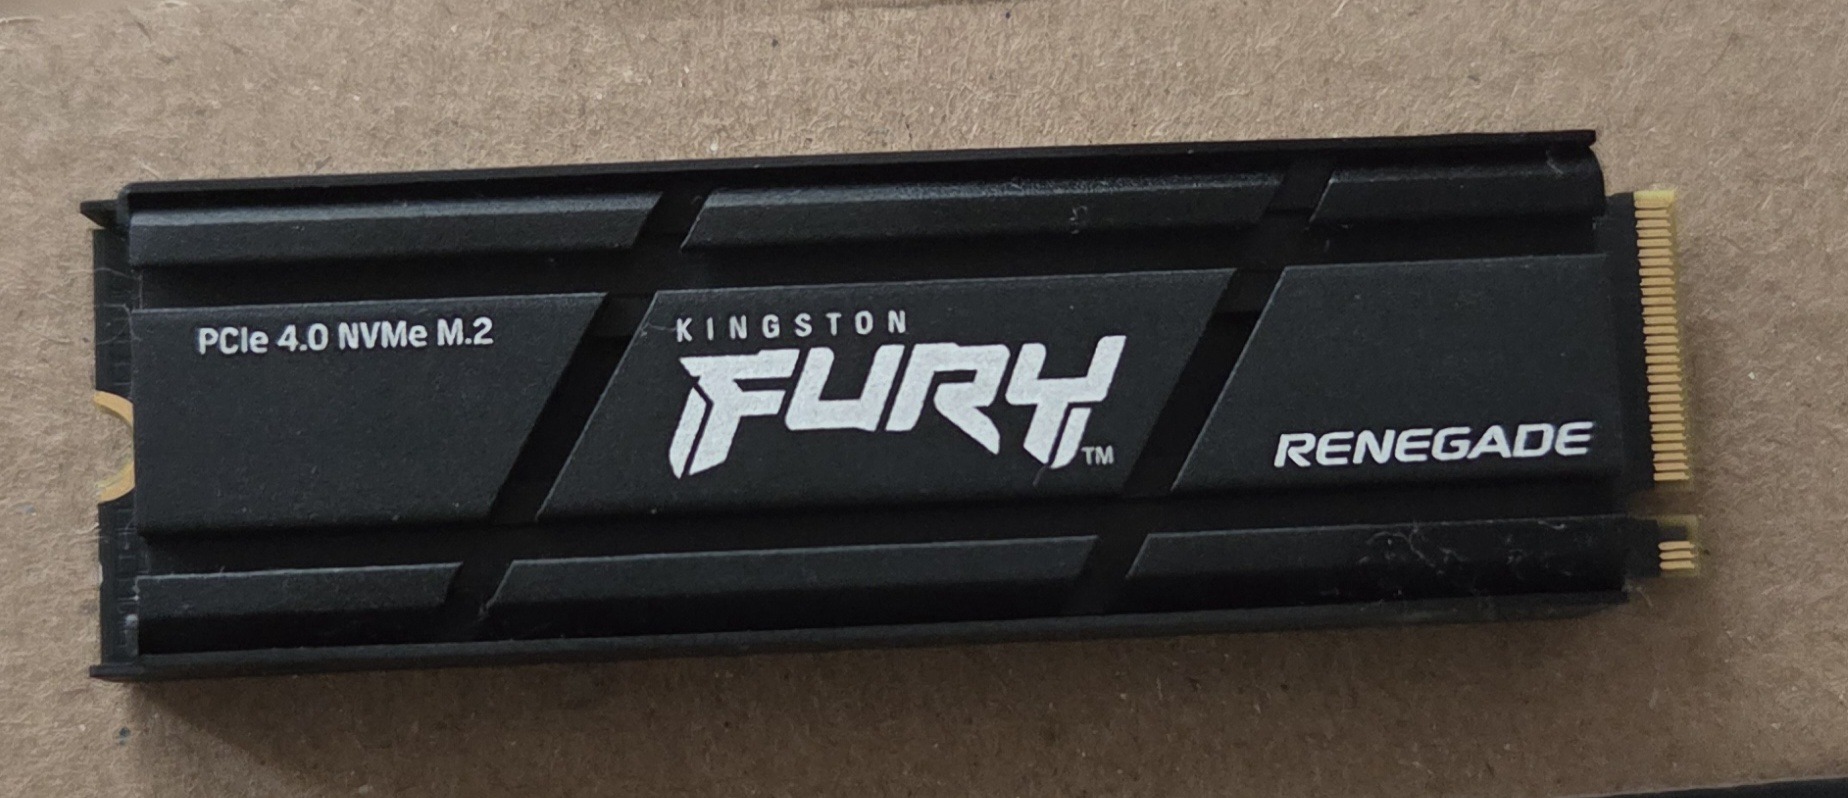 PCIe 4.0 NVMe M.2
KINGSTON
FURY™
RENEGADE